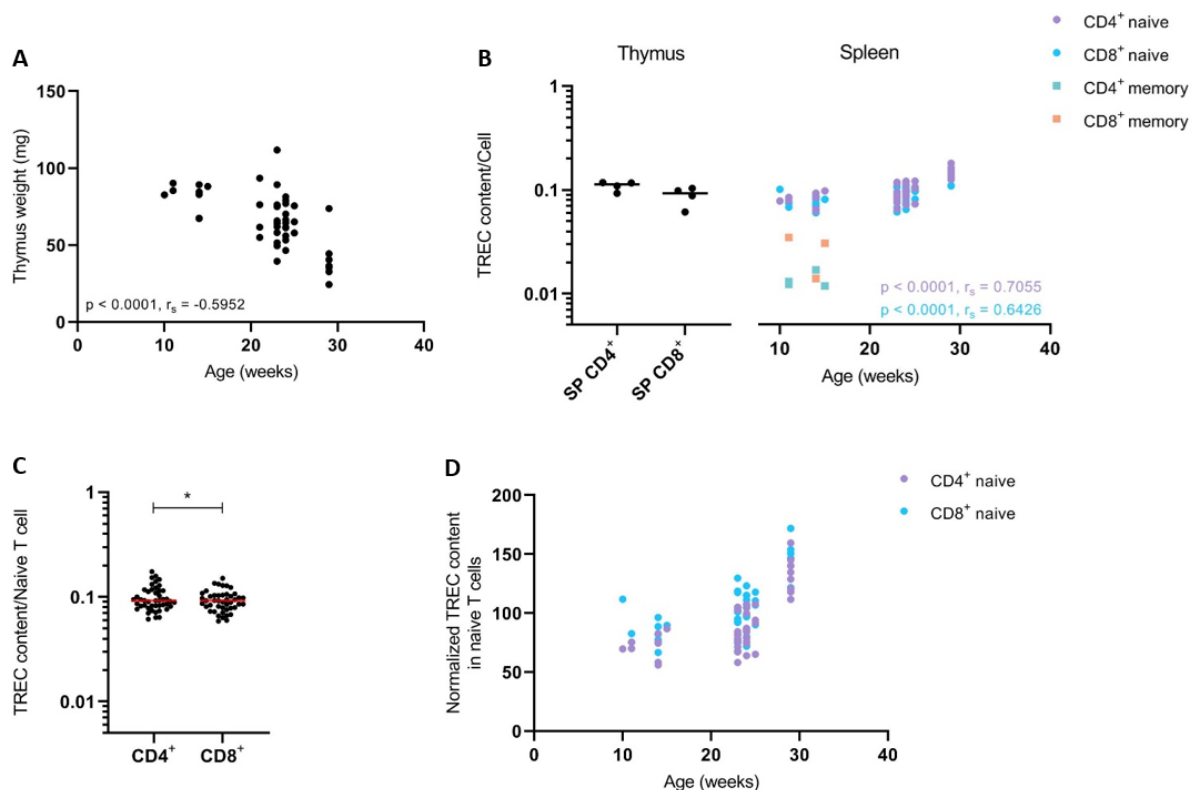 A
Thymus weight (mg)
150
100
50
0
p < 0.0001, rₛ = -0.5952
0 10 20 30 40
Age (weeks)
B
Thymus Spleen
CD4⁺ naive
CD8⁺ naive
CD4⁺ memory
CD8⁺ memory
TREC content/Cell
1
0.1
0.01
p < 0.0001, rₛ = 0.7055
p < 0.0001, rₛ = 0.6426
SP CD4⁺ SP CD8⁺
10 20 30 40
Age (weeks)
C
TREC content/Naive T cell
1
0.1
0.01
*
CD4⁺ CD8⁺
D
CD4⁺ naive
CD8⁺ naive
Normalized TREC content
in naive T cells
200
150
100
50
0
0 10 20 30 40
Age (weeks)